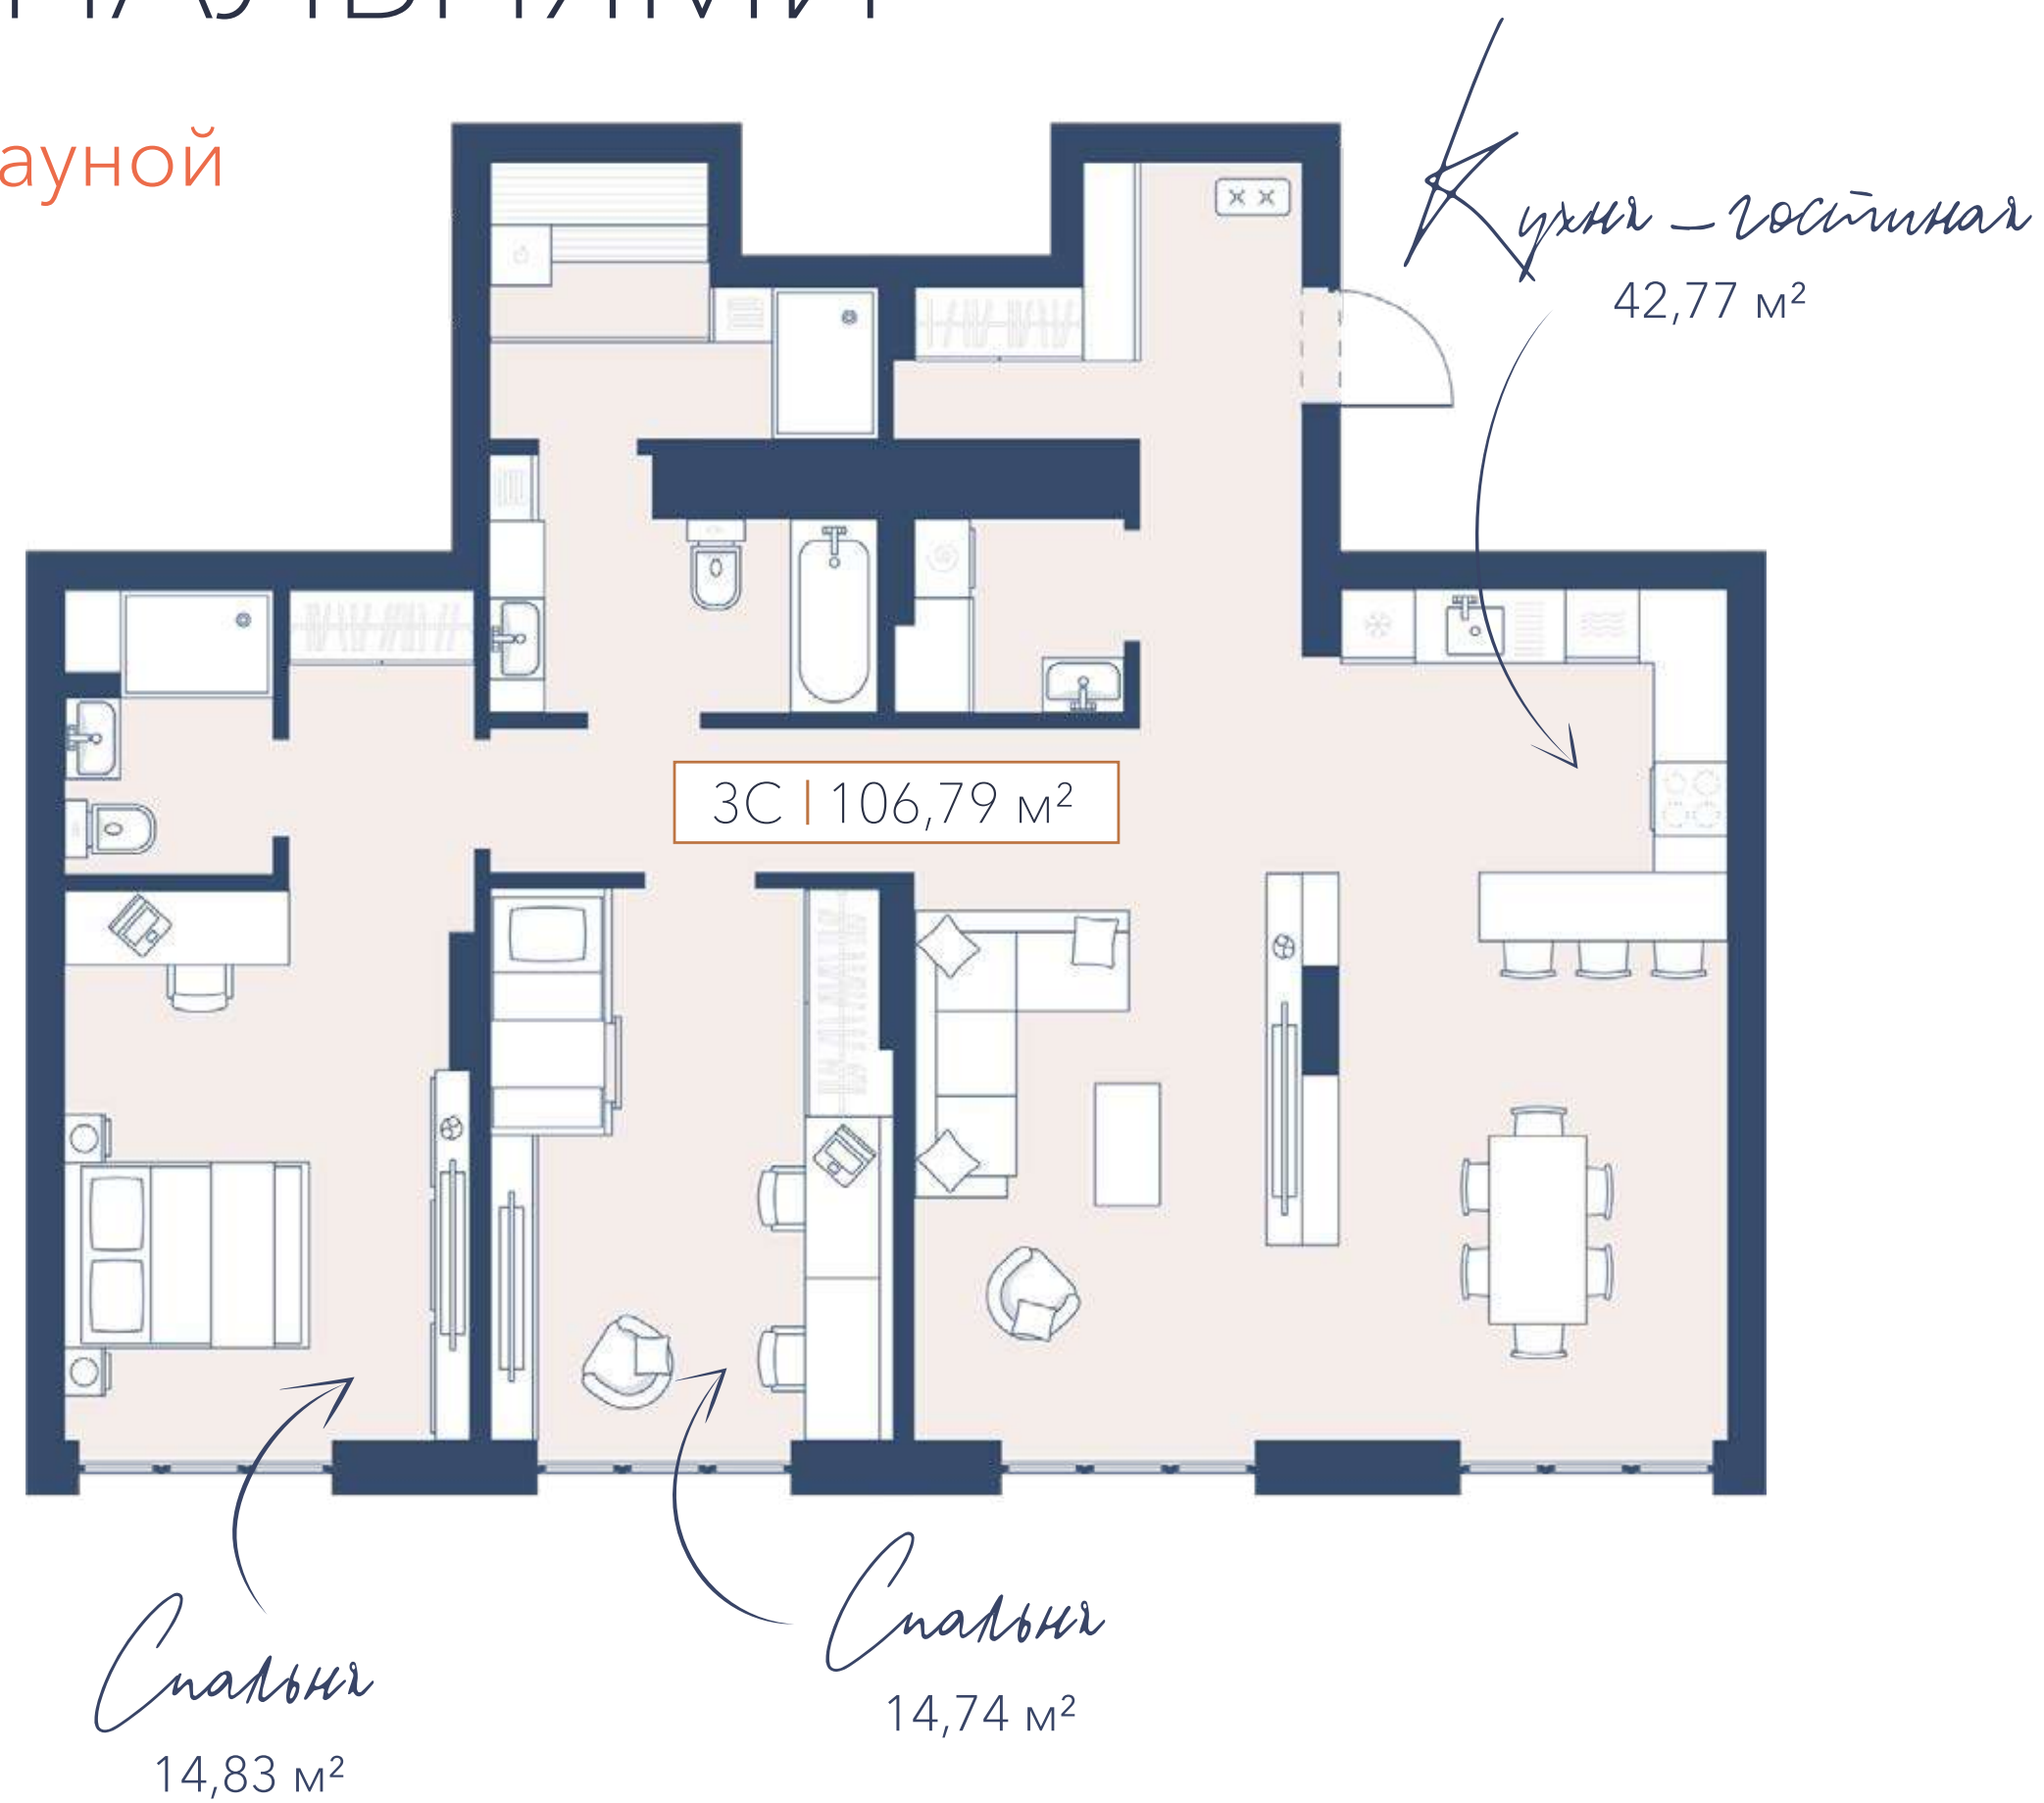 ауной
Кухня – гостиная
42,77 м²
3С | 106,79 м²
Спальня
14,74 м²
Спальня
14,83 м²